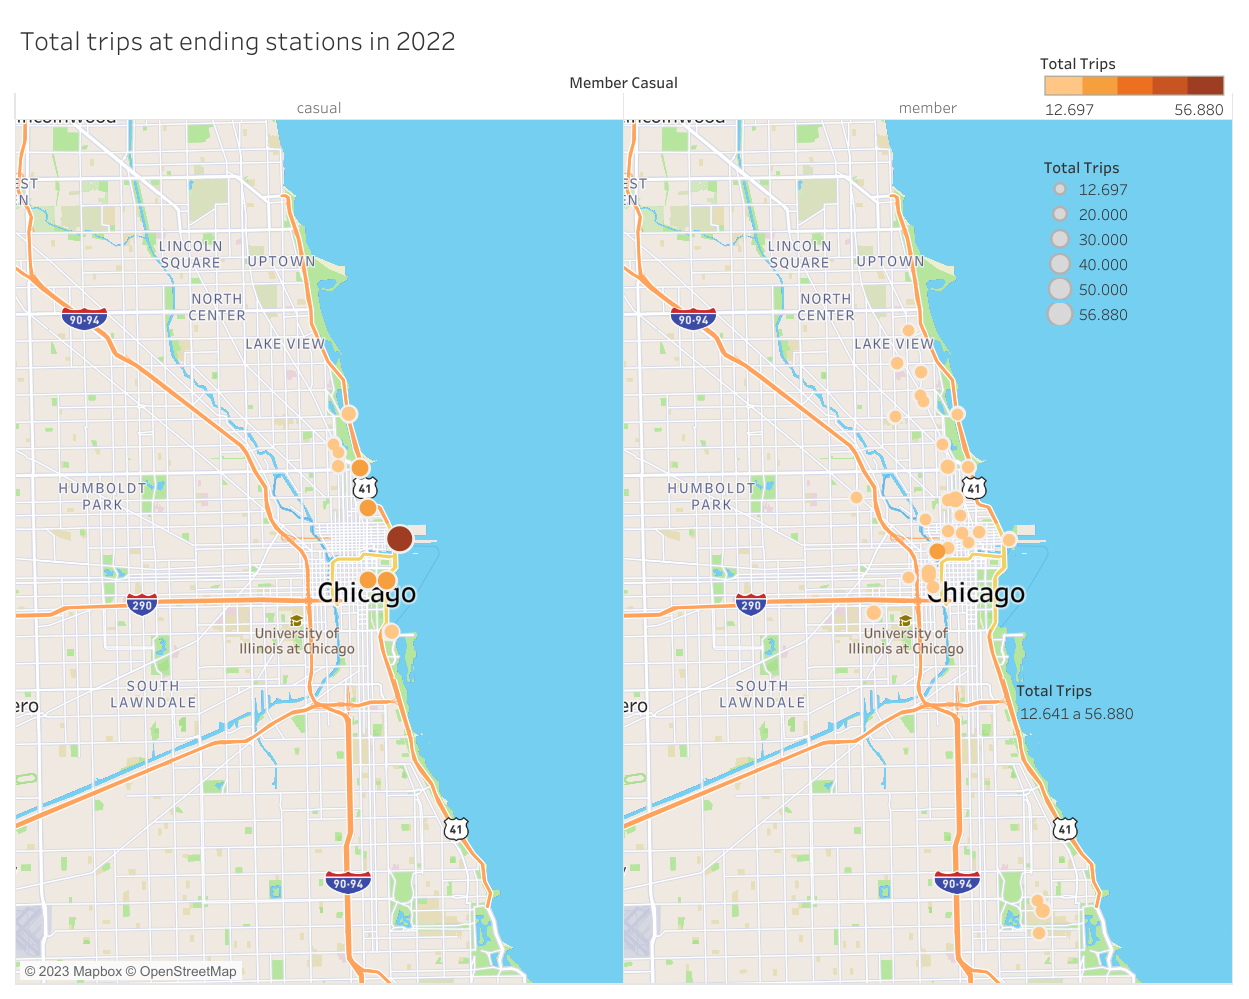 Total trips at ending stations in 2022
Total Trips
12.697 56.880
Member Casual
casual
member
Total Trips
12.697
20.000
30.000
40.000
50.000
56.880
LINCOLN
SQUARE
UPTOWN
NORTH
CENTER
90-94
LAKE VIEW
41
HUMBOLDT
PARK
Chicago
290
University of
Illinois at Chicago
SOUTH
LAWNDALE
ero
41
90-94
© 2023 Mapbox © OpenStreetMap
EST
EN
LINCOLN
SQUARE
UPTOWN
NORTH
CENTER
90-94
LAKE VIEW
41
HUMBOLDT
PARK
Chicago
290
University of
Illinois at Chicago
SOUTH
LAWNDALE
ero
Total Trips
12.641 a 56.880
41
90-94